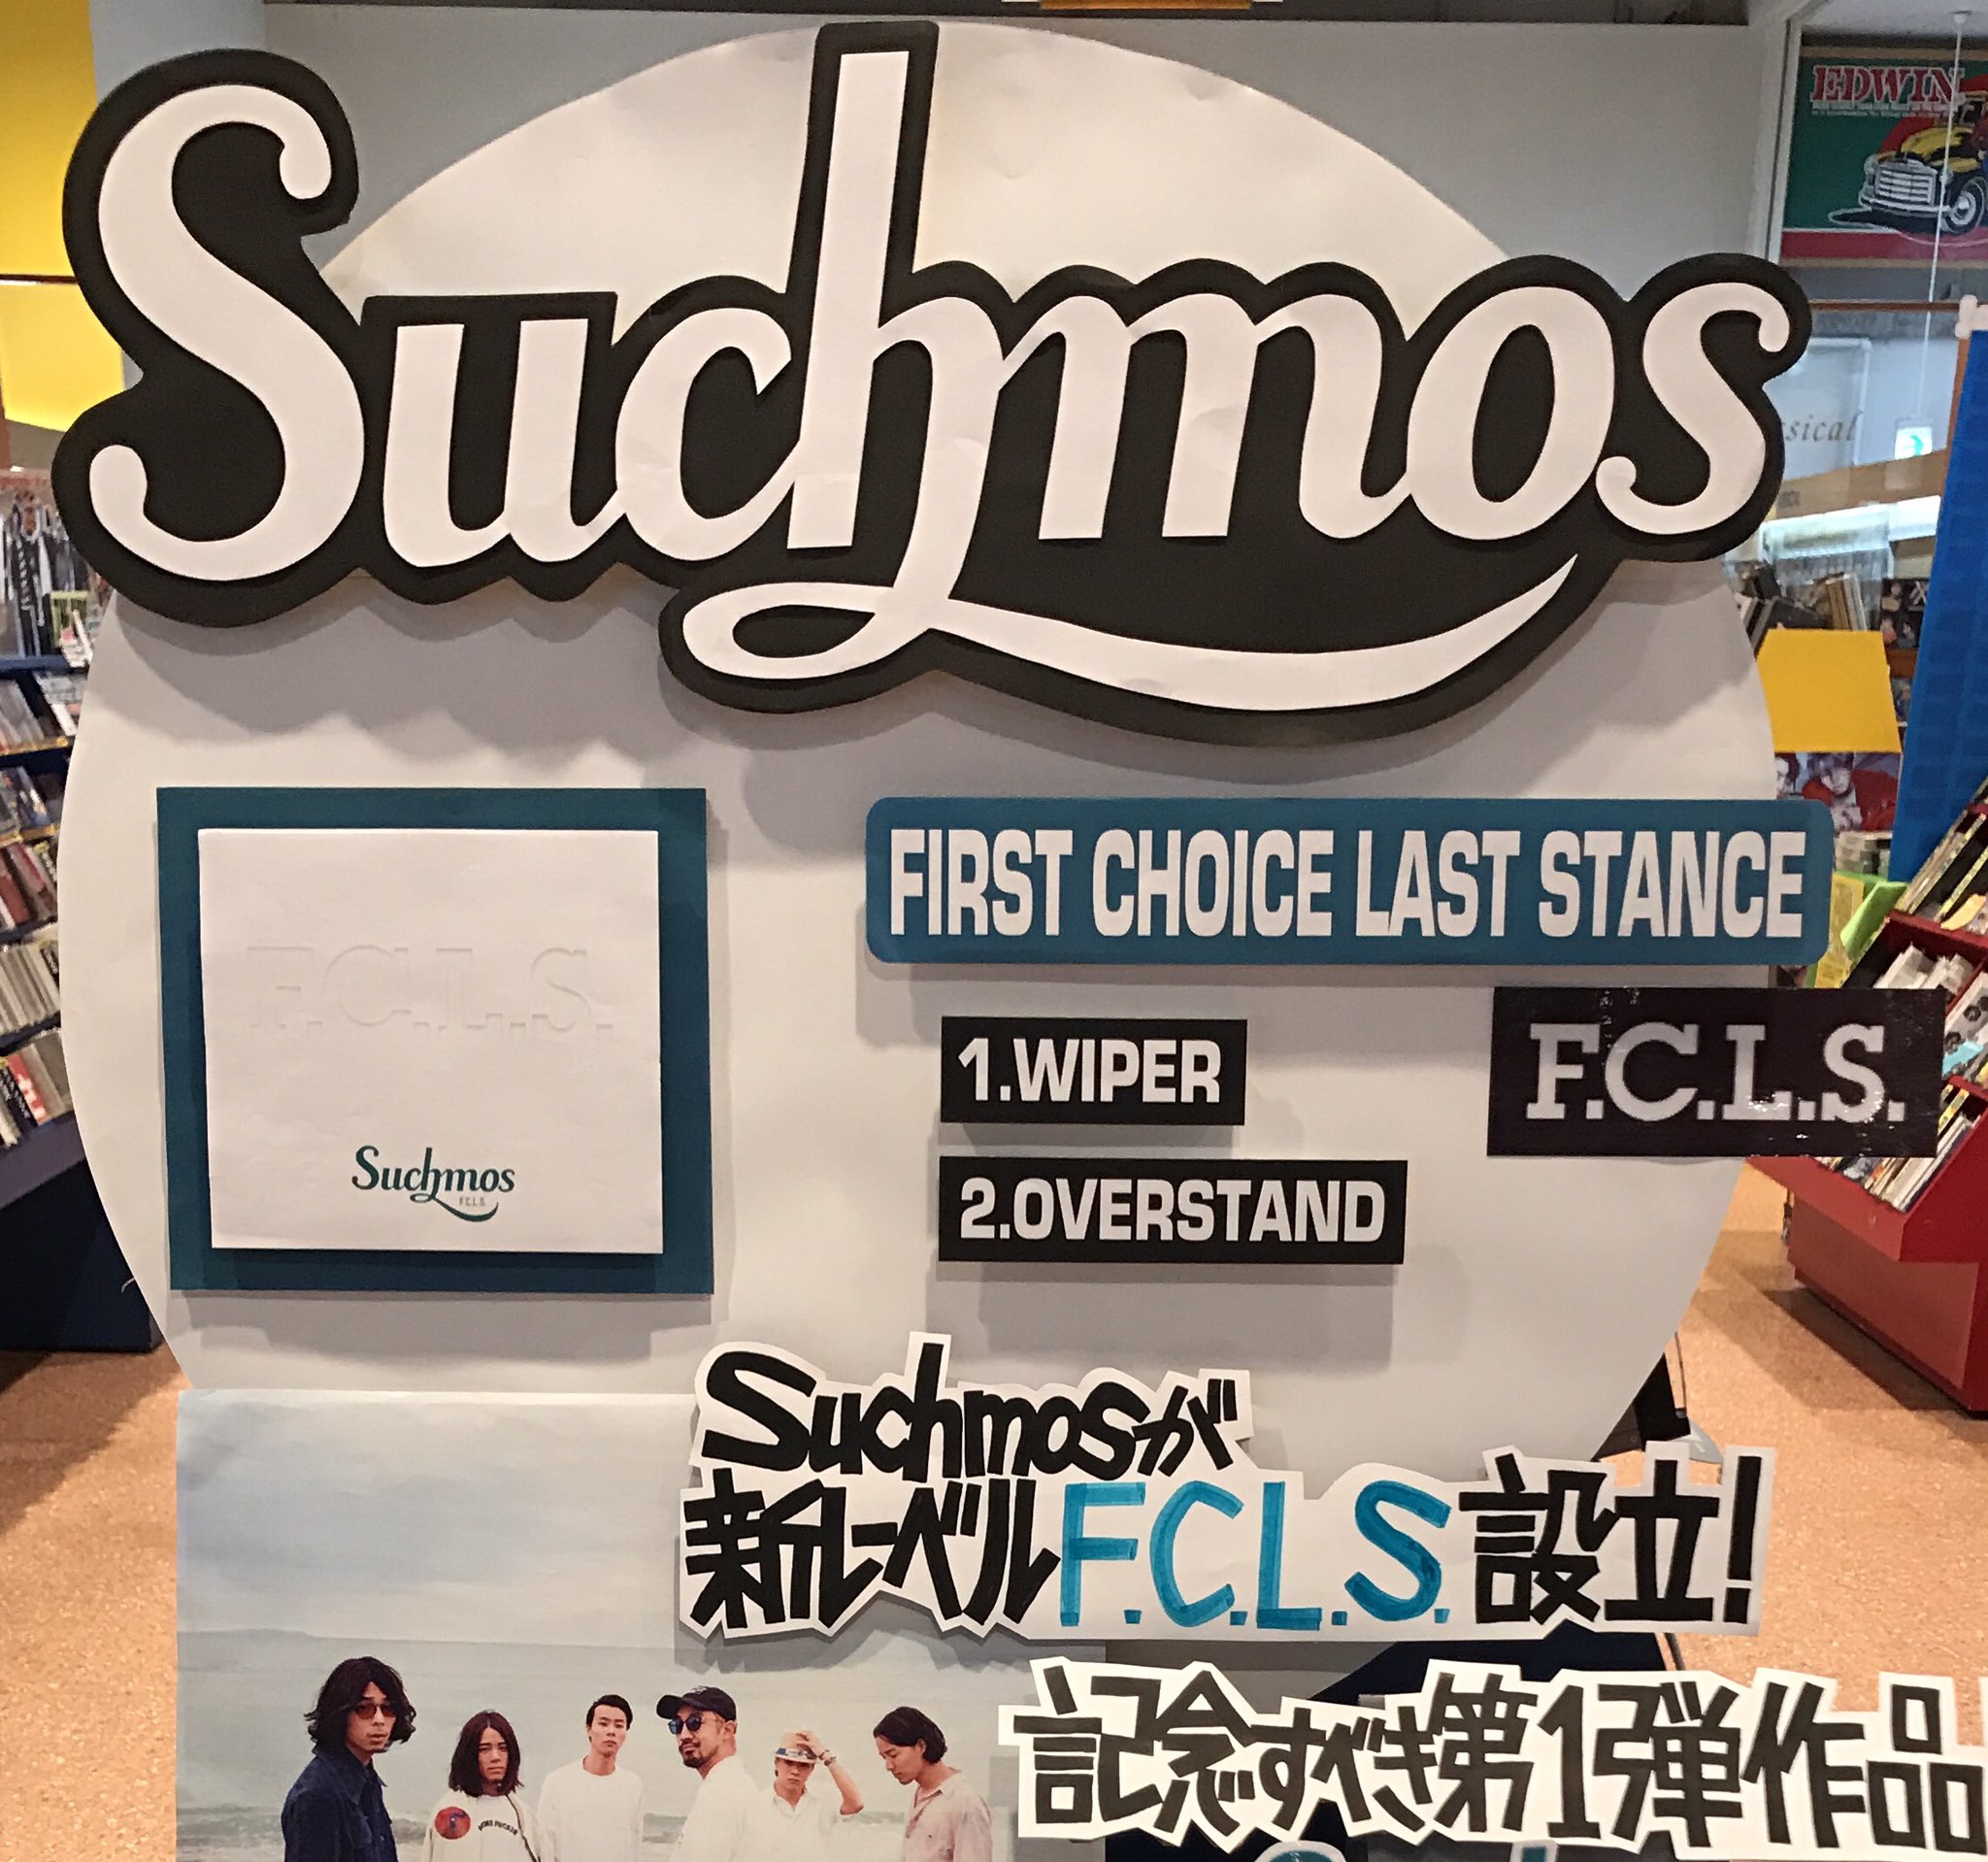 EDWIN
Suchmos
sical
FIRST CHOICE LAST STANCE
F.C.L.S.
1.WIPER
F.C.L.S.
2.OVERSTAND
Suchmos
F.C.L.S.
Suchmosが
新レーベルF.C.L.S.設立!
記念すべき第1弾作品